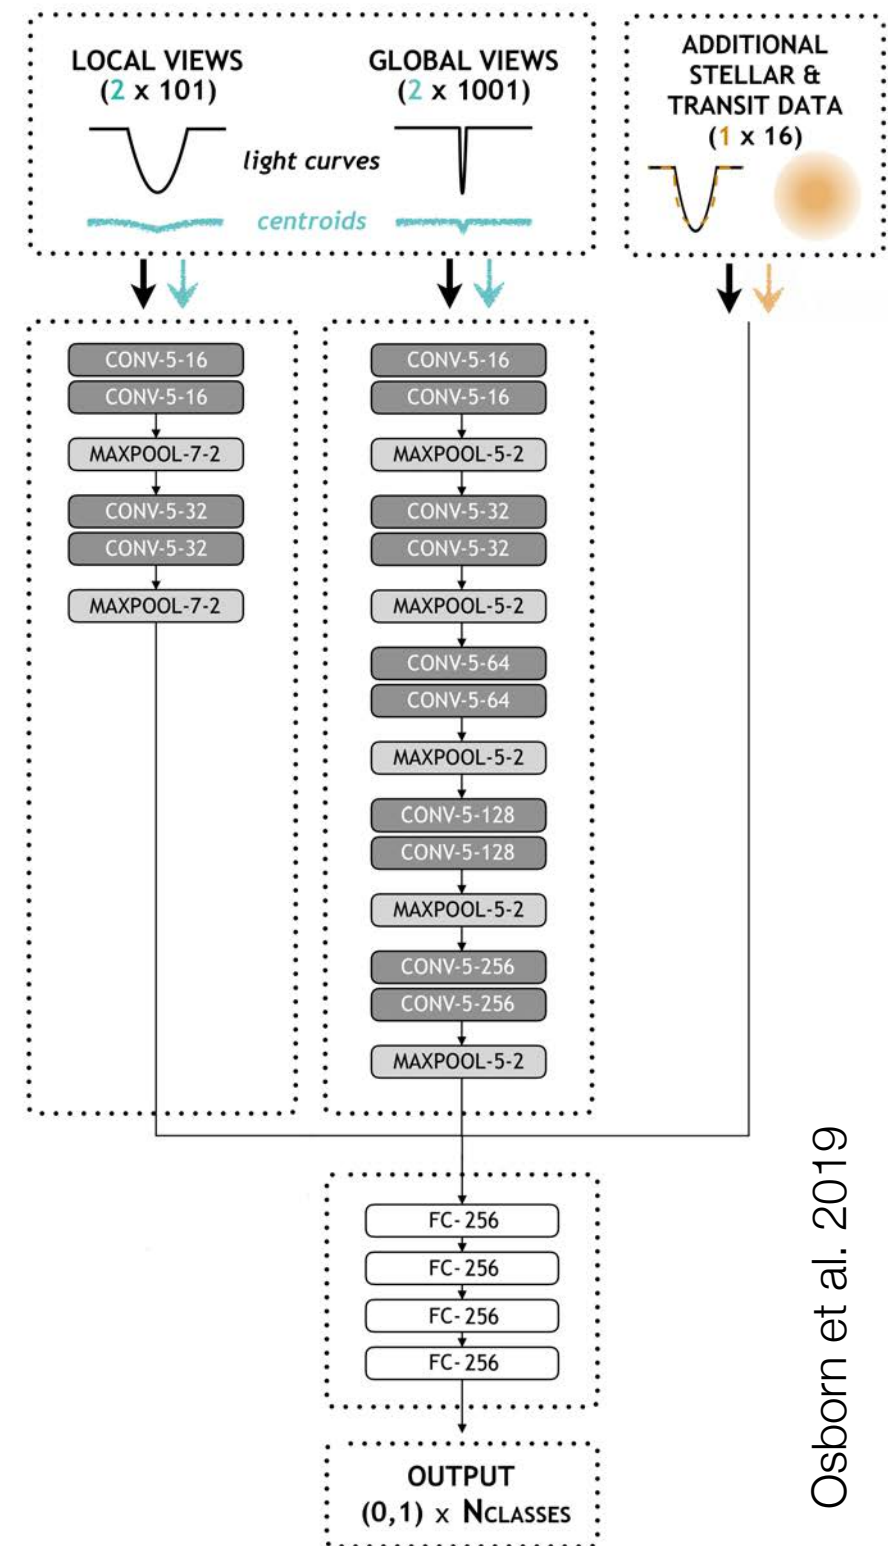 LOCAL VIEWS
(2 x 101)
GLOBAL VIEWS
(2 x 1001)
light curves
centroids
ADDITIONAL
STELLAR &
TRANSIT DATA
(1 x 16)
CONV-5-16
CONV-5-16
MAXPOOL-7-2
CONV-5-32
CONV-5-32
MAXPOOL-7-2
CONV-5-16
CONV-5-16
MAXPOOL-5-2
CONV-5-32
CONV-5-32
MAXPOOL-5-2
CONV-5-64
CONV-5-64
MAXPOOL-5-2
CONV-5-128
CONV-5-128
MAXPOOL-5-2
CONV-5-256
CONV-5-256
MAXPOOL-5-2
FC-256
FC-256
FC-256
FC-256
OUTPUT
(0,1) x NCLASSES
Osborn et al. 2019